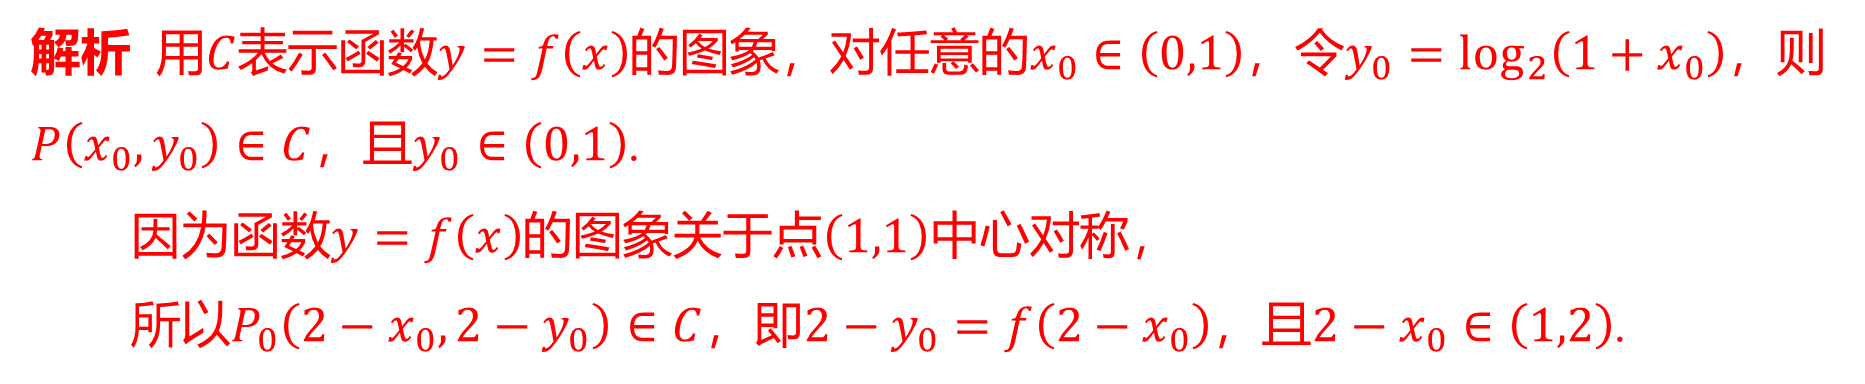 解析 用C表示函数y = f(x)的图象，对任意的x₀ ∈ (0,1)，令y₀ = log₂(1 + x₀)，则
P(x₀, y₀) ∈ C，且y₀ ∈ (0,1).
因为函数y = f(x)的图象关于点(1,1)中心对称，
所以P₀(2 − x₀, 2 − y₀) ∈ C，即2 − y₀ = f(2 − x₀)，且2 − x₀ ∈ (1,2).